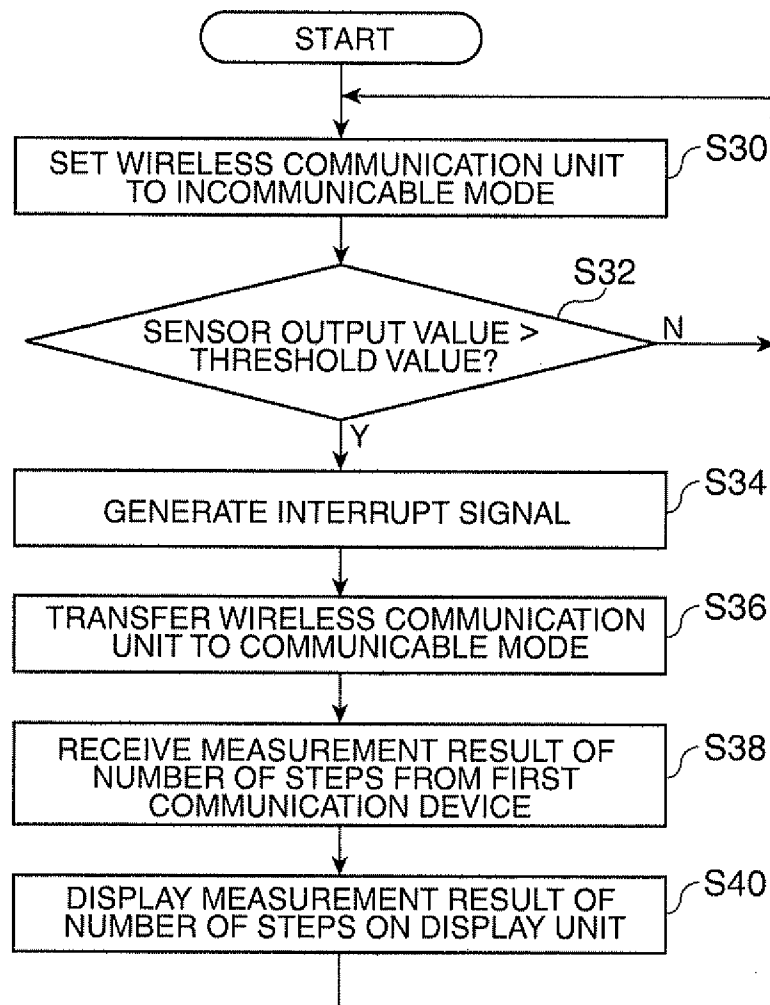 START
S30
SET WIRELESS COMMUNICATION UNIT
TO INCOMMUNICABLE MODE
S32
SENSOR OUTPUT VALUE >
THRESHOLD VALUE?
N
Y
S34
GENERATE INTERRUPT SIGNAL
S36
TRANSFER WIRELESS COMMUNICATION
UNIT TO COMMUNICABLE MODE
S38
RECEIVE MEASUREMENT RESULT OF
NUMBER OF STEPS FROM FIRST
COMMUNICATION DEVICE
S40
DISPLAY MEASUREMENT RESULT OF
NUMBER OF STEPS ON DISPLAY UNIT